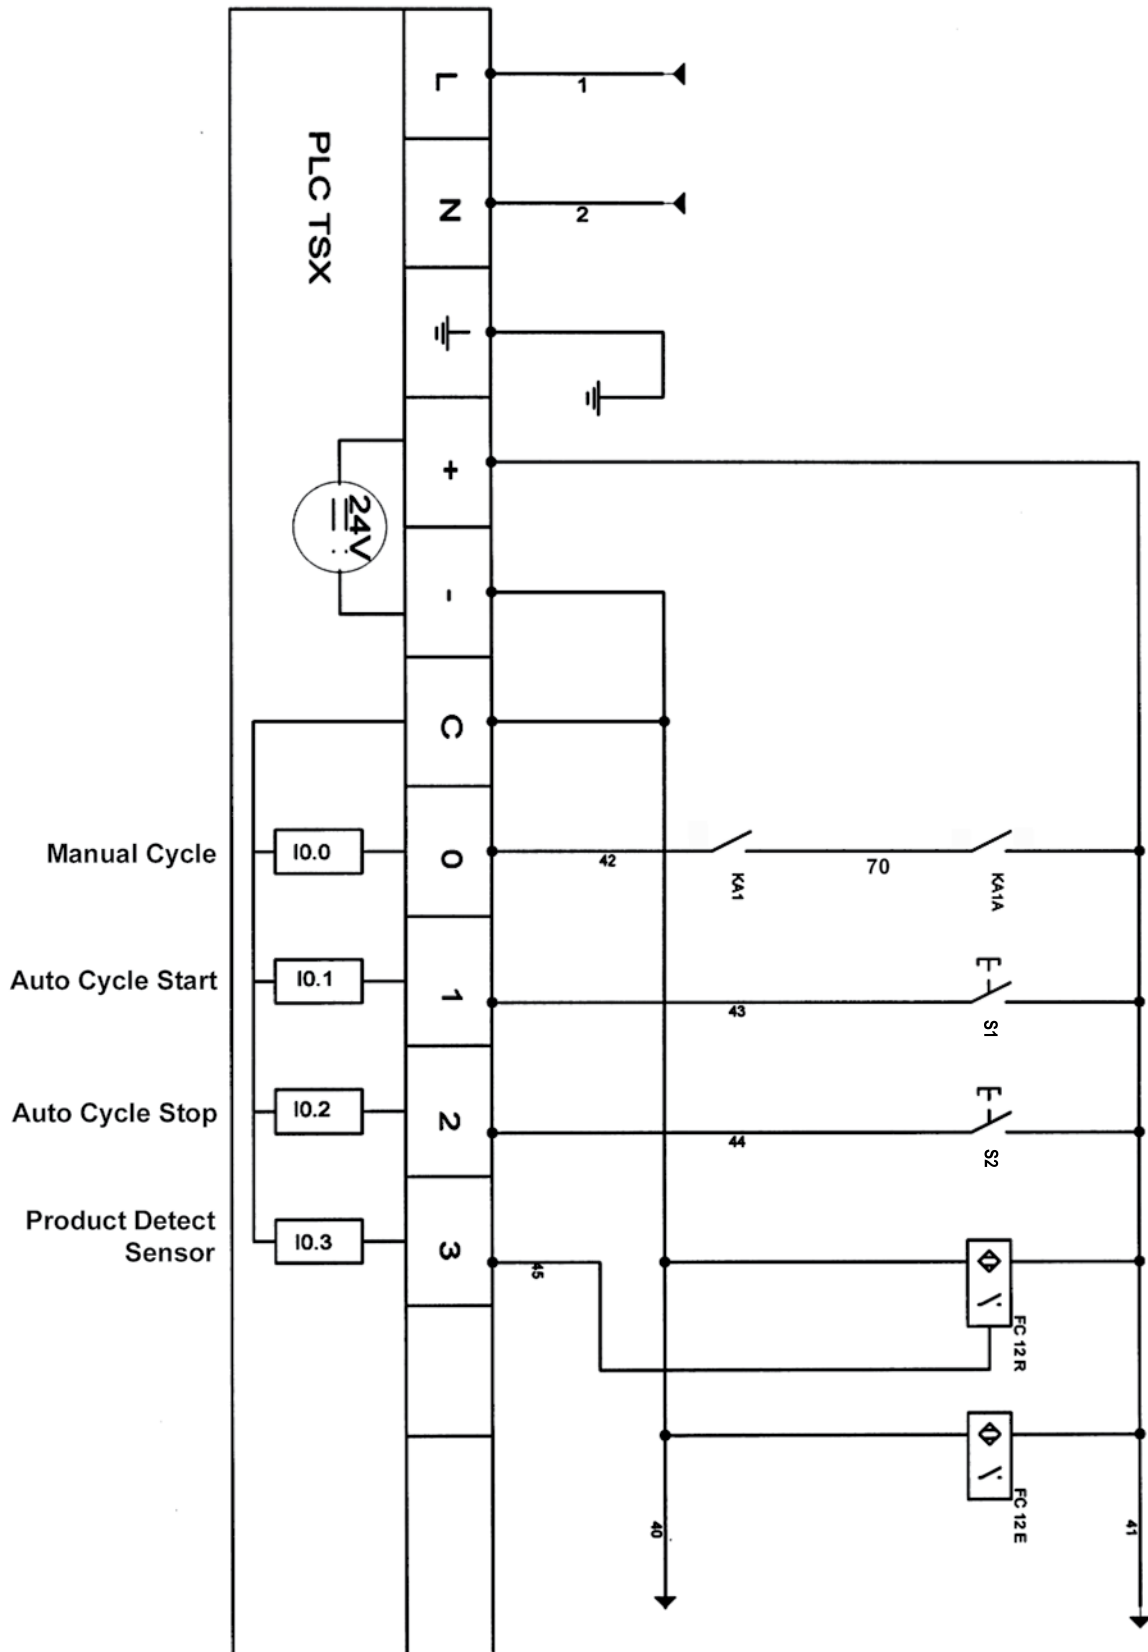 L
1
N
2
PLC TSX
+
24V
-
C
Manual Cycle
I0.0
0
42
KA1
70
KA1A
Auto Cycle Start
I0.1
1
43
S1
Auto Cycle Stop
I0.2
2
44
S2
Product Detect
Sensor
I0.3
3
45
FC 12 R
FC 12 E
40
41